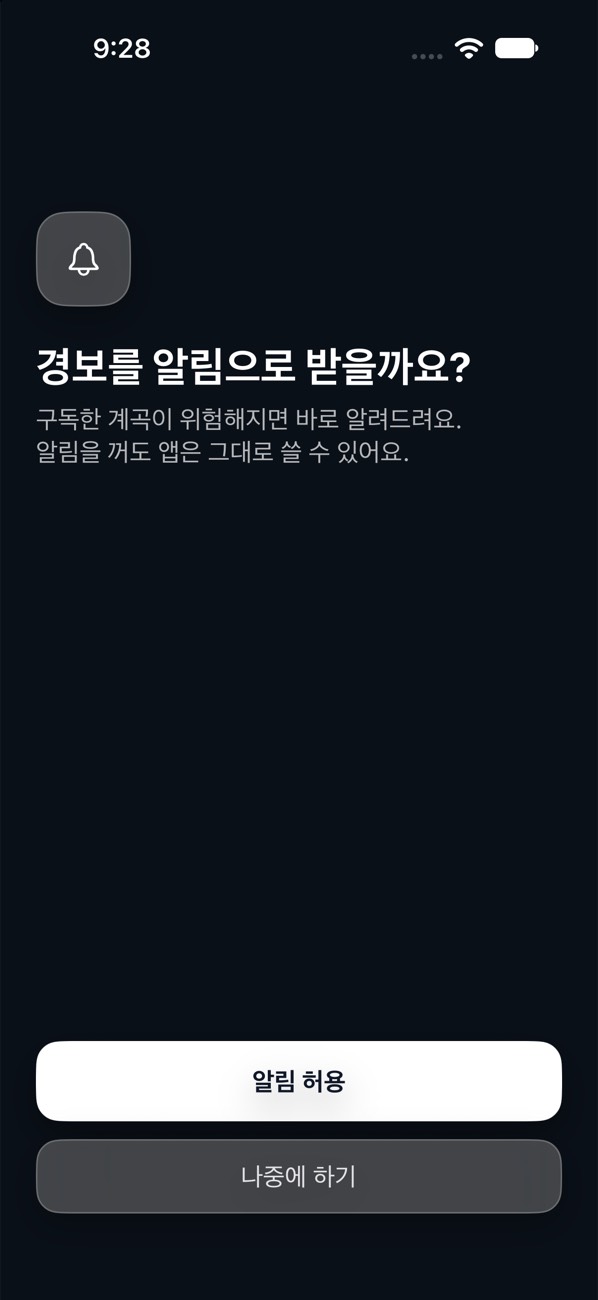 9:28
경보를 알림으로 받을까요?
구독한 계곡이 위험해지면 바로 알려드려요.
알림을 꺼도 앱은 그대로 쓸 수 있어요.
알림 허용
나중에 하기